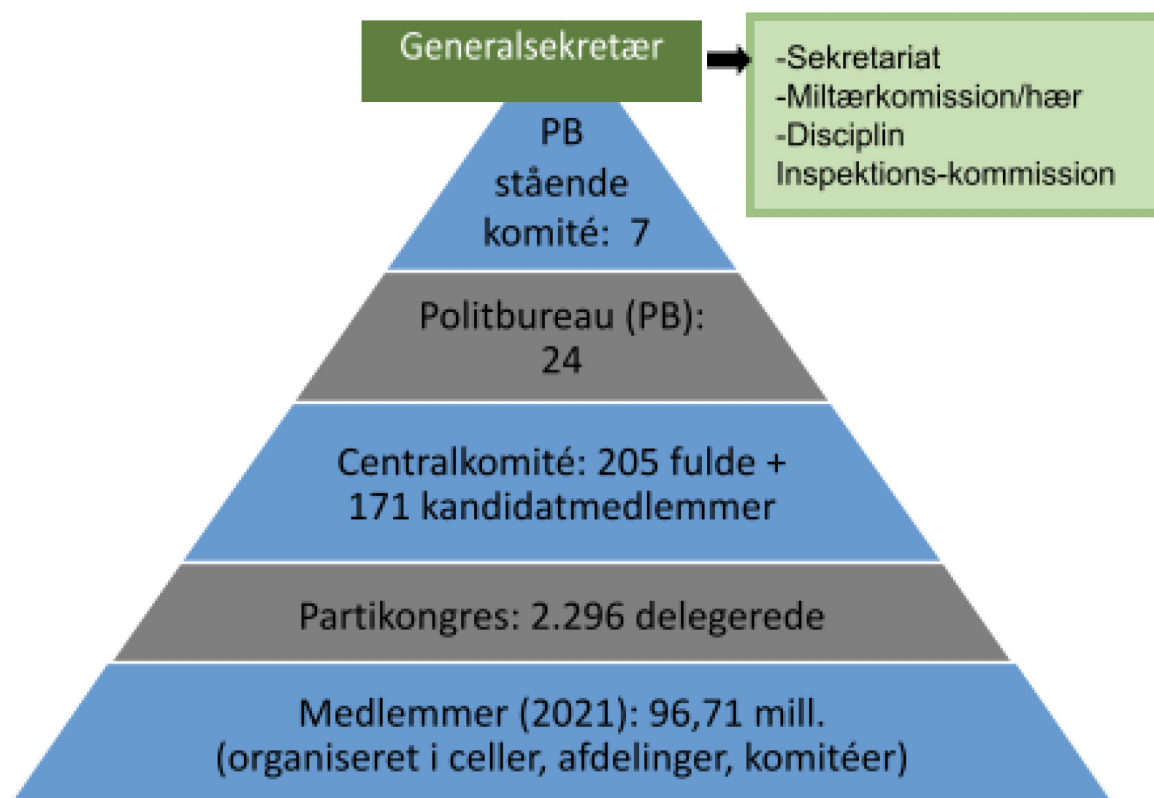 Generalsekretær
-Sekretariat
-Miltærkomission/hær
-Disciplin
Inspektions-kommission
PB
stående
komité: 7
Politbureau (PB):
24
Centralkomité: 205 fulde +
171 kandidatmedlemmer
Partikongres: 2.296 delegerede
Medlemmer (2021): 96,71 mill.
(organiseret i celler, afdelinger, komitéer)